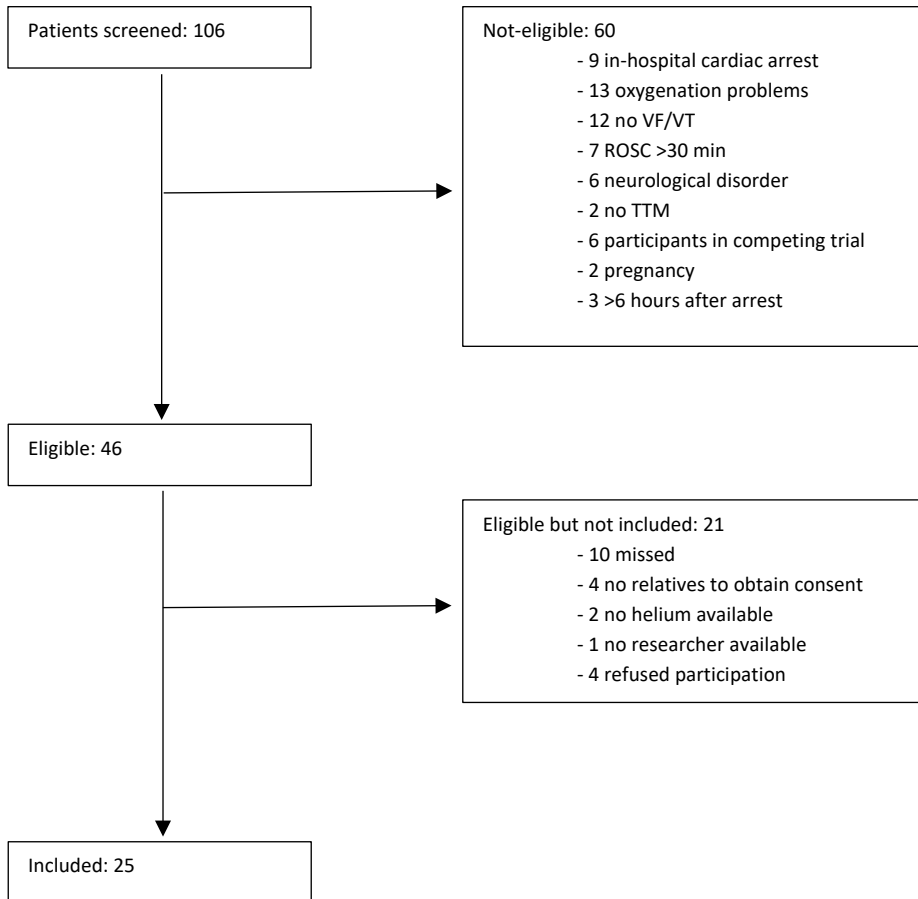 Patients screened: 106
Not-eligible: 60
- 9 in-hospital cardiac arrest
- 13 oxygenation problems
- 12 no VF/VT
- 7 ROSC >30 min
- 6 neurological disorder
- 2 no TTM
- 6 participants in competing trial
- 2 pregnancy
- 3 >6 hours after arrest
Eligible: 46
Eligible but not included: 21
- 10 missed
- 4 no relatives to obtain consent
- 2 no helium available
- 1 no researcher available
- 4 refused participation
Included: 25